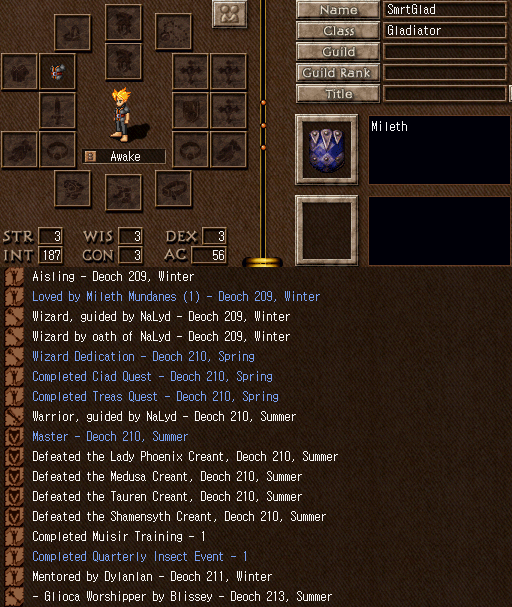 Name SmrtGlad
Class Gladiator
Guild
Guild Rank
Title
Mileth
Awake
STR 3 WIS 3 DEX 3
INT 187 CON 3 AC 56
Aisling - Deoch 209, Winter
Loved by Mileth Mundanes (1) - Deoch 209, Winter
Wizard, guided by NaLyd - Deoch 209, Winter
Wizard by oath of NaLyd - Deoch 209, Winter
Wizard Dedication - Deoch 210, Spring
Completed Ciad Quest - Deoch 210, Spring
Completed Treas Quest - Deoch 210, Spring
Warrior, guided by NaLyd - Deoch 210, Summer
Master - Deoch 210, Summer
Defeated the Lady Phoenix Creant, Deoch 210, Summer
Defeated the Medusa Creant, Deoch 210, Summer
Defeated the Tauren Creant, Deoch 210, Summer
Defeated the Shamensyth Creant, Deoch 210, Summer
Completed Muisir Training - 1
Completed Quarterly Insect Event - 1
Mentored by Dylanlan - Deoch 211, Winter
- Glioca Worshipper by Blissey - Deoch 213, Summer